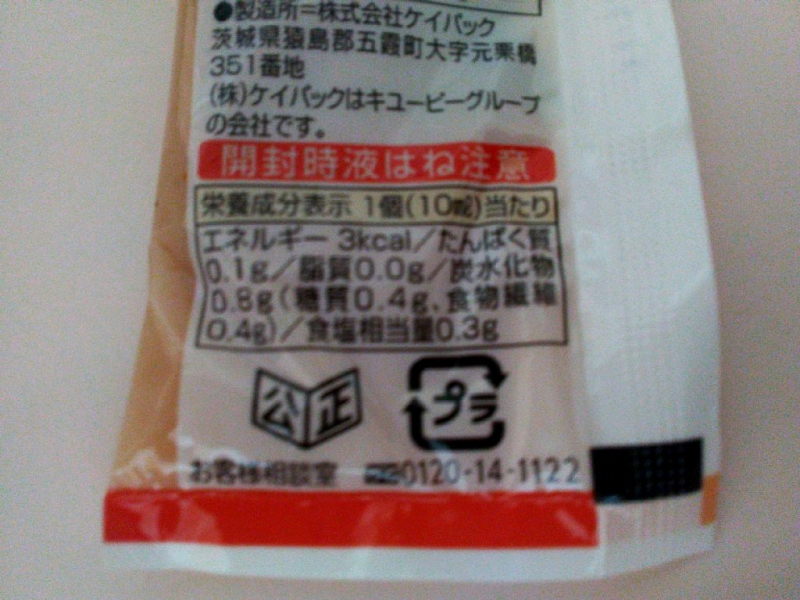 ●製造所=株式会社ケイパック
茨城県猿島郡五霞町大字元栗橋
351番地
(株)ケイパックはキユーピーグループ
の会社です。
開封時液はね注意
栄養成分表示 1個(10㎖)当たり
エネルギー 3kcal/たんぱく質
0.1g/脂質0.0g/炭水化物
0.8g(糖質0.4g、食物繊維
0.4g)/食塩相当量0.3g
公正
プラ
お客様相談室 0120-14-1122